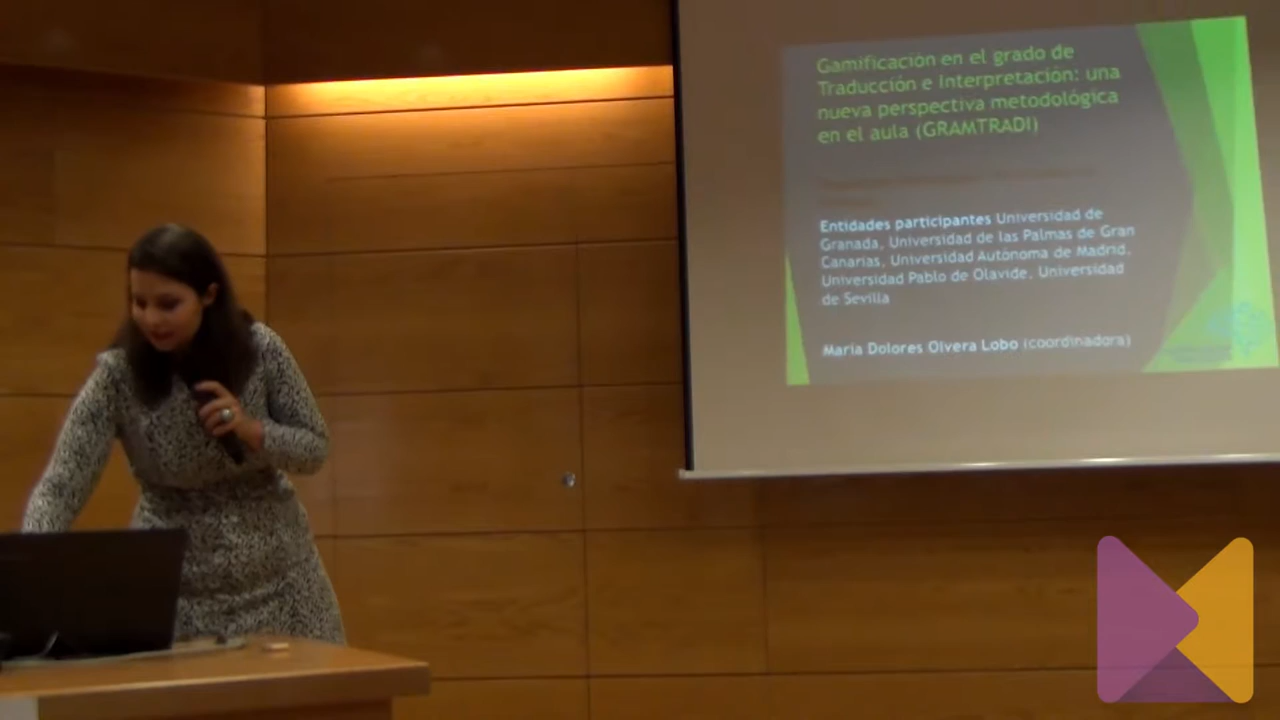 Gamificación en el grado de
Traducción e Interpretación: una
nueva perspectiva metodológica
en el aula (GRAMTRADI)
Entidades participantes Universidad de
Granada, Universidad de las Palmas de Gran
Canarias, Universidad Autónoma de Madrid,
Universidad Pablo de Olavide, Universidad
de Sevilla
María Dolores Olvera Lobo (coordinadora)